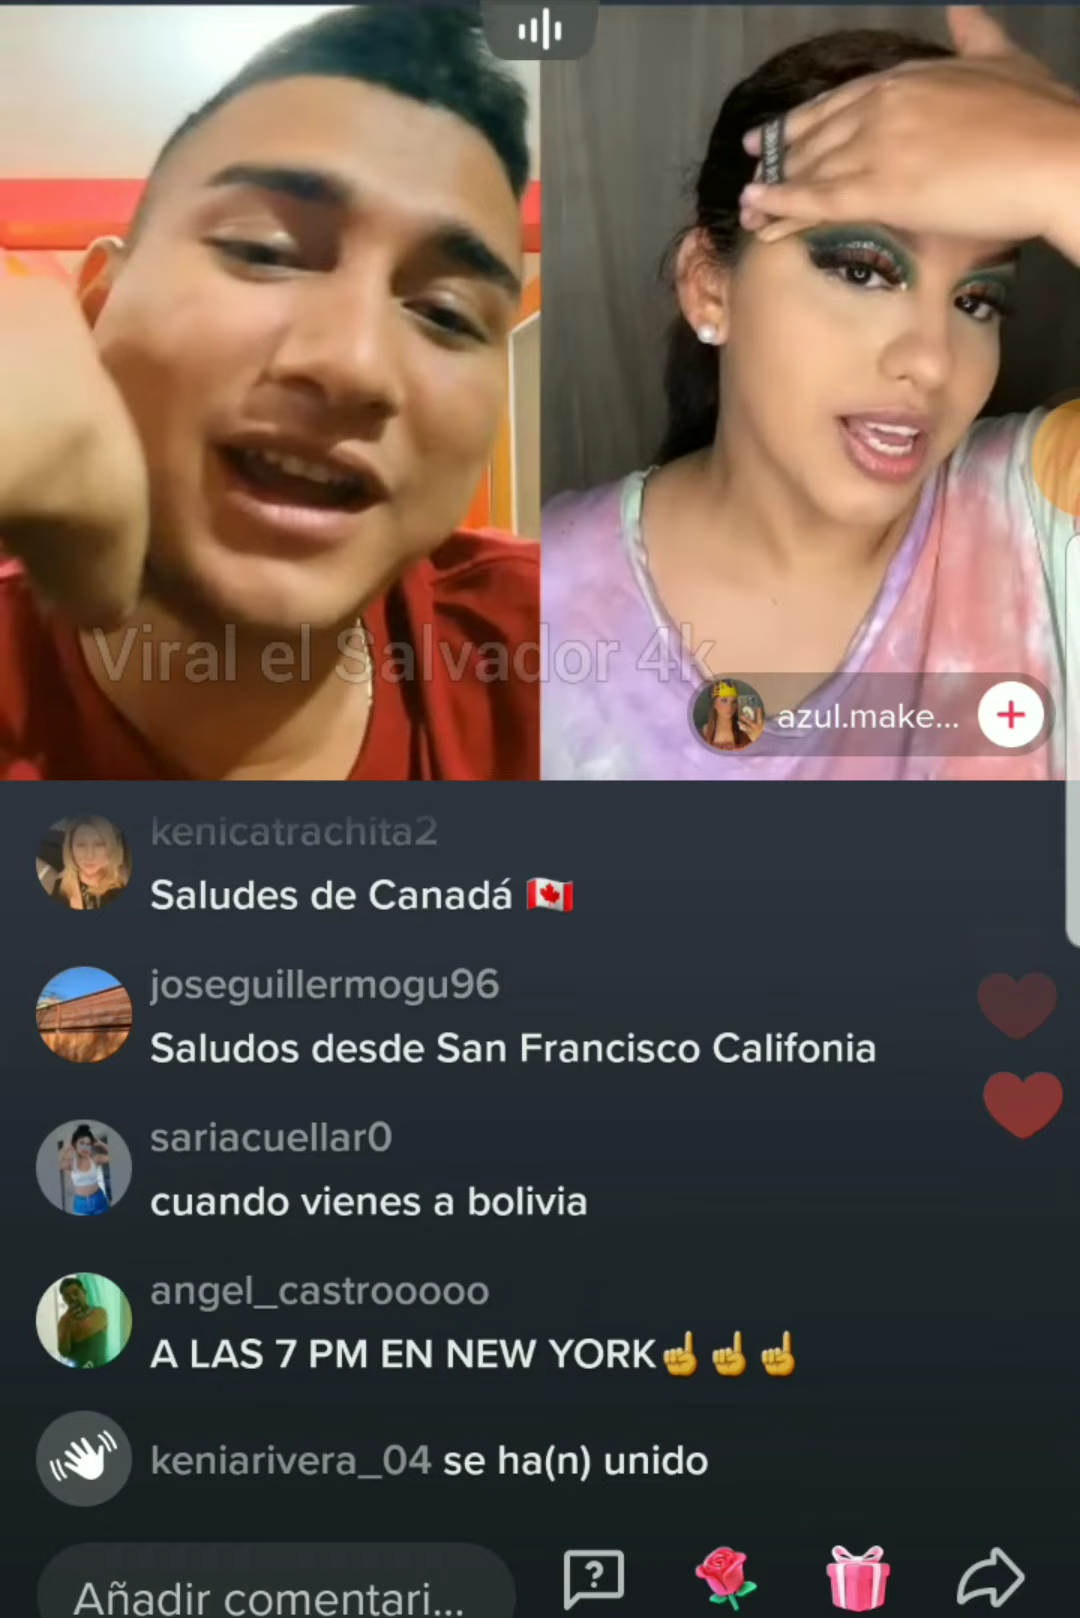 Viral el Salvador 4k
azul.make...
kenicatrachita2
Saludes de Canadá 🇨🇦
joseguillermogu96
Saludos desde San Francisco Califonia
sariacuellar0
cuando vienes a bolivia
angel_castrooooo
A LAS 7 PM EN NEW YORK☝️☝️☝️
keniarivera_04 se ha(n) unido
Añadir comentari...
?